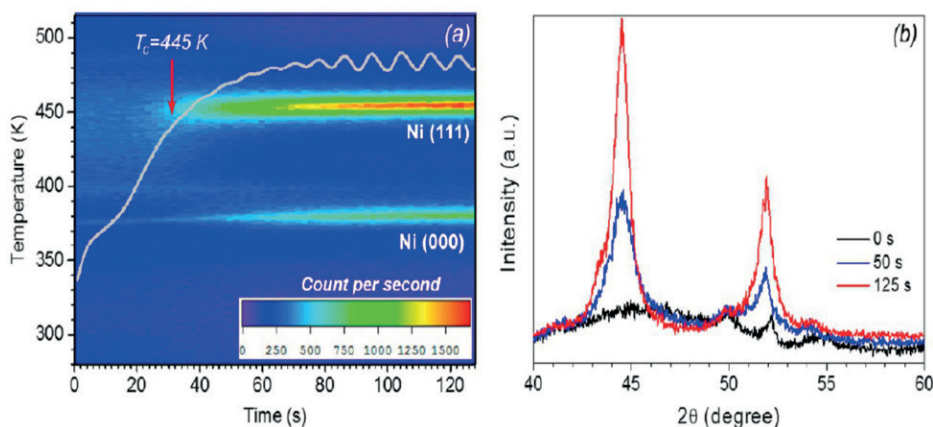 (a)
T_c=445 K
Ni (111)
Ni (000)
Count per second
0 250 500 750 1000 1250 1500
Temperature (K)
500
450
400
350
300
0 20 40 60 80 100 120
Time (s)
(b)
0 s
50 s
125 s
Initensity (a.u.)
40 45 50 55 60
2θ (degree)